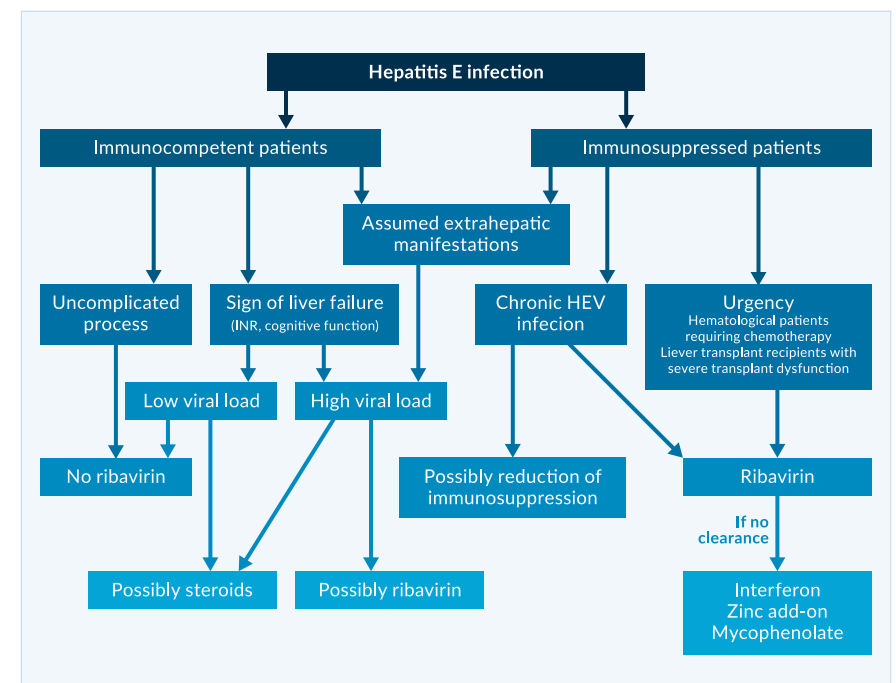 Hepatitis E infection
Immunocompetent patients
Immunosuppressed patients
Assumed extrahepatic
manifestations
Uncomplicated
process
Sign of liver failure
(INR, cognitive function)
Chronic HEV
infecion
Urgency
Hematological patients
requiring chemotherapy
Liever transplant recipients with
severe transplant dysfunction
Low viral load
High viral load
No ribavirin
Possibly reduction of
immunosuppression
Ribavirin
If no
clearance
Possibly steroids
Possibly ribavirin
Interferon
Zinc add-on
Mycophenolate